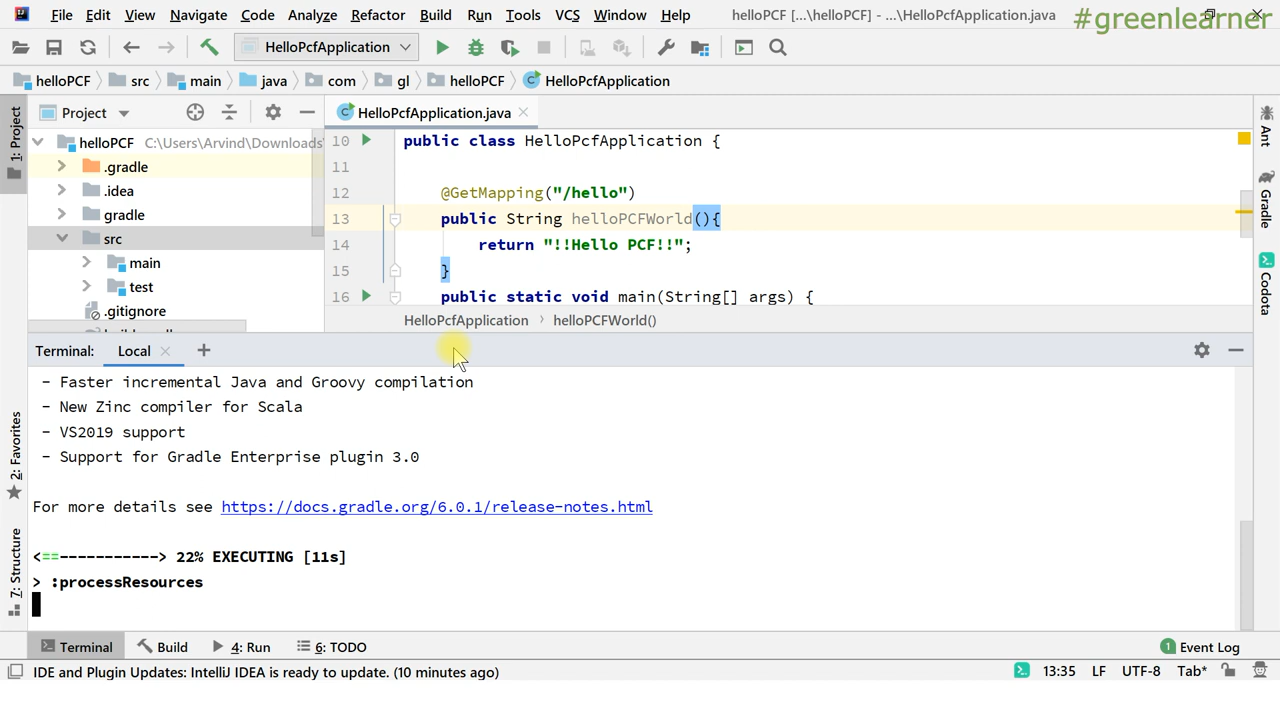 File Edit View Navigate Code Analyze Refactor Build Run Tools VCS Window Help helloPCF [...\helloPCF] - ...\HelloPcfApplication.java
#greenlearner
HelloPcfApplication
helloPCF src main java com gl helloPCF HelloPcfApplication
Project
HelloPcfApplication.java
1: Project
2: Favorites
7: Structure
Ant
Gradle
Codota
helloPCF C:\Users\Arvind\Downloads
.gradle
.idea
gradle
src
main
test
.gitignore
10 public class HelloPcfApplication {
11
12 @GetMapping("/hello")
13 public String helloPCFWorld(){
14 return "!!Hello PCF!!";
15 }
16 public static void main(String[] args) {
HelloPcfApplication helloPCFWorld()
Terminal: Local
- Faster incremental Java and Groovy compilation
- New Zinc compiler for Scala
- VS2019 support
- Support for Gradle Enterprise plugin 3.0
For more details see https://docs.gradle.org/6.0.1/release-notes.html
<==-----------> 22% EXECUTING [11s]
> :processResources
Terminal Build 4: Run 6: TODO 1 Event Log
IDE and Plugin Updates: IntelliJ IDEA is ready to update. (10 minutes ago) 13:35 LF UTF-8 Tab*